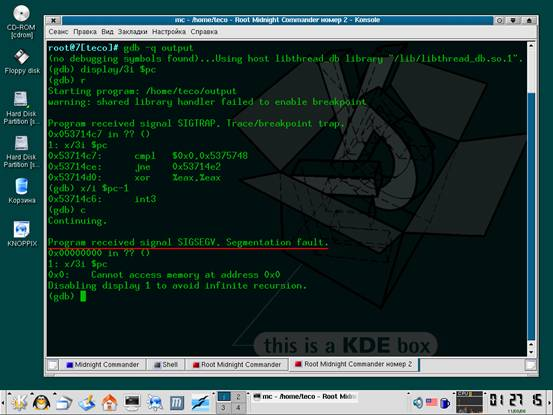 CD-ROM
[cdrom]
Floppy disk
Hard Disk
Partition [s...
Hard Disk
Partition [s...
Корзина
KNOPPIX
mc - /home/teco - Root Midnight Commander номер 2 - Konsole
Сеанс Правка Вид Закладки Настройка Справка
root@7[teco]# gdb -q output
(no debugging symbols found)...Using host libthread_db library "/lib/libthread_db.so.1".
(gdb) display/3i $pc
(gdb) r
Starting program: /home/teco/output
warning: shared library handler failed to enable breakpoint
Program received signal SIGTRAP, Trace/breakpoint trap.
0x053714c7 in ?? ()
1: x/3i $pc
0x53714c7: cmpl $0x0,0x5375748
0x53714ce: jne 0x53714e2
0x53714d0: xor %eax,%eax
(gdb) x/i $pc-1
0x53714c6: int3
(gdb) c
Continuing.
Program received signal SIGSEGV, Segmentation fault.
0x00000000 in ?? ()
1: x/3i $pc
0x0: Cannot access memory at address 0x0
Disabling display 1 to avoid infinite recursion.
(gdb)
this is a KDE box
Midnight Commander Shell Root Midnight Commander Root Midnight Commander номер 2
1 2
3 4
mc - /home/teco - Root Midn
CPU
01 27 15